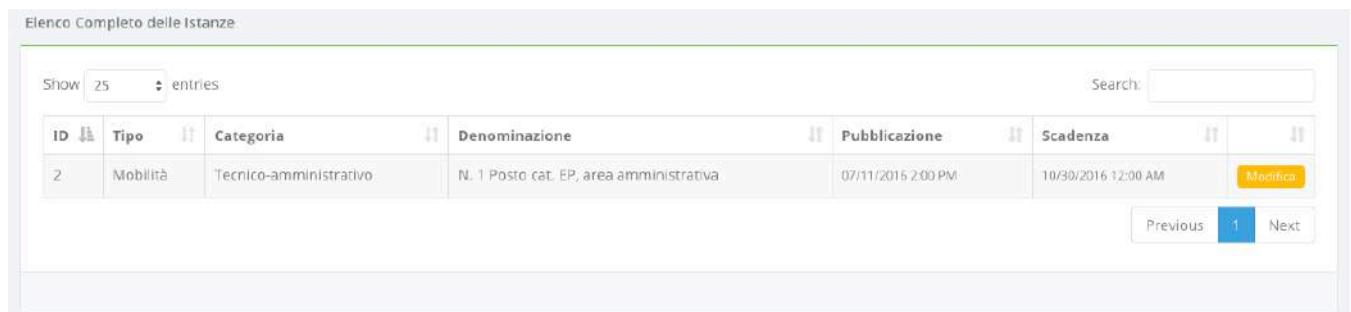 Elenco Completo delle Istanze
Show 25 entries Search:
ID Tipo Categoria Denominazione Pubblicazione Scadenza
2 Mobilità Tecnico-amministrativo N. 1 Posto cat. EP, area amministrativa 07/11/2016 2:00 PM 10/30/2016 12:00 AM Modifica
Previous 1 Next